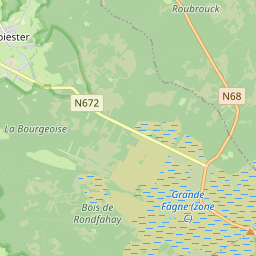 Roubrouck
N68
N672
La Bourgeoise
Grande
Fagne (zone
C)
Bois de
Rondfahay